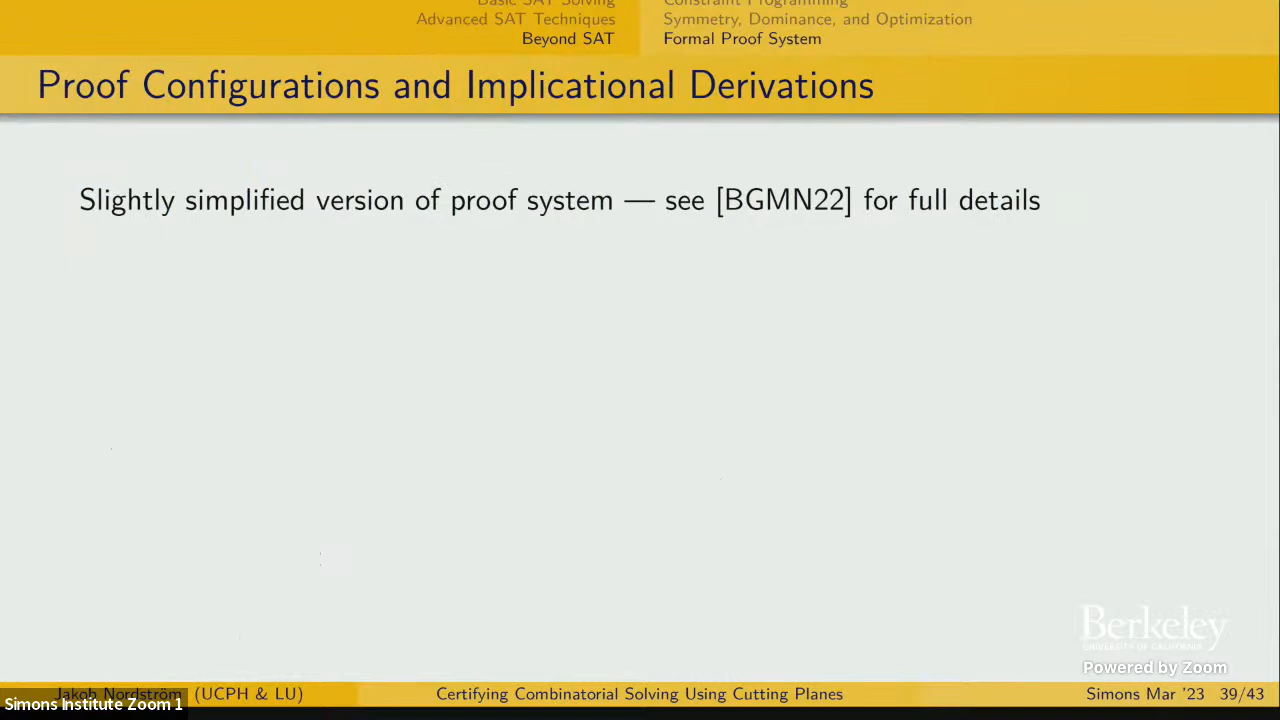 Basic SAT Solving
Advanced SAT Techniques
Beyond SAT
Constraint Programming
Symmetry, Dominance, and Optimization
Formal Proof System
Proof Configurations and Implicational Derivations
Slightly simplified version of proof system — see [BGMN22] for full details
Berkeley
UNIVERSITY OF CALIFORNIA
Powered by Zoom
Jakob Nordström (UCPH & LU)
Certifying Combinatorial Solving Using Cutting Planes
Simons Mar '23 39/43
Simons Institute Zoom 1